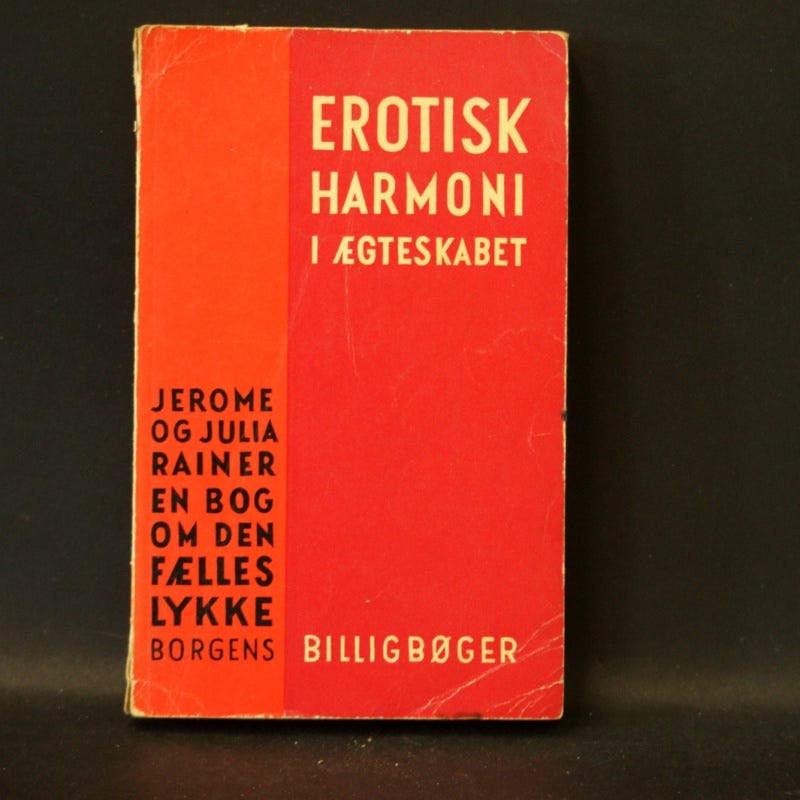 EROTISK
HARMONI
I ÆGTESKABET
JEROME
OG JULIA
RAINER
EN BOG
OM DEN
FÆLLES
LYKKE
BORGENS BILLIGBØGER